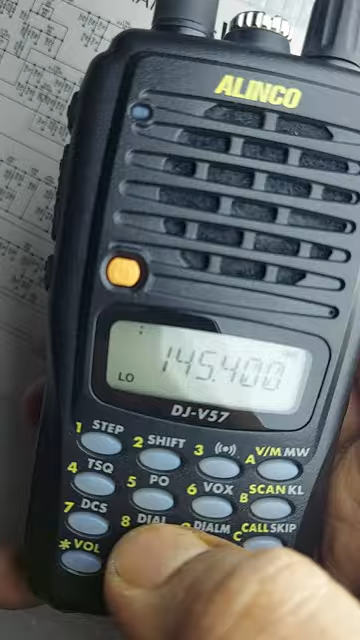 ALINCO
145.400
LO
DJ-V57
1 STEP
2 SHIFT
3 ((•))
A V/M MW
4 TSQ
5 PO
6 VOX
B SCAN KL
7 DCS
8 DIAL
DIALM
C CALL SKIP
* VOL